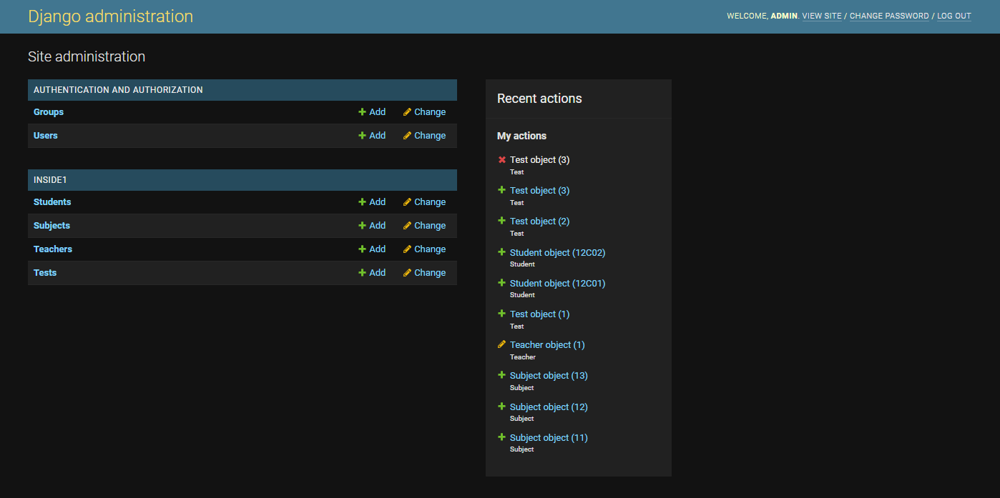 Django administration
WELCOME, ADMIN. VIEW SITE / CHANGE PASSWORD / LOG OUT
Site administration
AUTHENTICATION AND AUTHORIZATION
Groups Add Change
Users Add Change
INSIDE1
Students Add Change
Subjects Add Change
Teachers Add Change
Tests Add Change
Recent actions
My actions
Test object (3)
Test
Test object (3)
Test
Test object (2)
Test
Student object (12C02)
Student
Student object (12C01)
Student
Test object (1)
Test
Teacher object (1)
Teacher
Subject object (13)
Subject
Subject object (12)
Subject
Subject object (11)
Subject